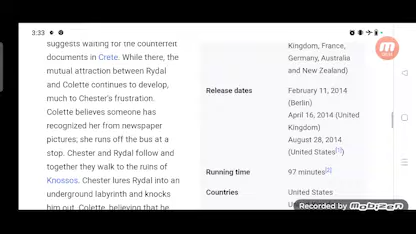 3:33
suggests waiting for the counterfeit
documents in Crete. While there, the
mutual attraction between Rydal
and Colette continues to develop,
much to Chester's frustration.
Colette believes someone has
recognized her from newspaper
pictures; she runs off the bus at a
stop. Chester and Rydal follow and
together they walk to the ruins of
Knossos. Chester lures Rydal into an
underground labyrinth and knocks
him out. Colette, believing that he
Kingdom, France,
Germany, Australia
and New Zealand)
Release dates
February 11, 2014
(Berlin)
April 16, 2014 (United
Kingdom)
August 28, 2014
(United States)[1]
Running time
97 minutes[2]
Countries
United States
Recorded by Mobizen